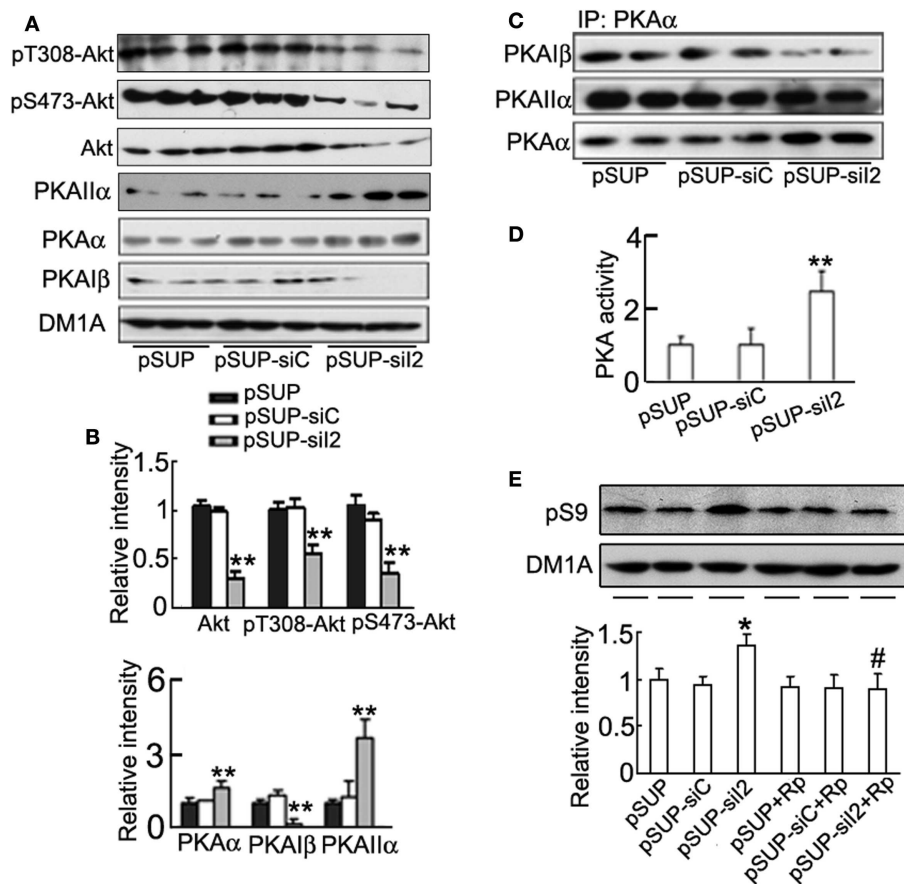 A
pT308-Akt
pS473-Akt
Akt
PKAIIα
PKAα
PKAIβ
DM1A
pSUP pSUP-siC pSUP-siI2
B
pSUP
pSUP-siC
pSUP-siI2
Relative intensity
1.5
1
0.5
0
** ** **
Akt pT308-Akt pS473-Akt
Relative intensity
6
3
0
** ** **
PKAα PKAIβ PKAIIα
C
IP: PKAα
PKAIβ
PKAIIα
PKAα
pSUP pSUP-siC pSUP-siI2
D
PKA activity
4
2
0
**
pSUP pSUP-siC pSUP-siI2
E
pS9
DM1A
Relative intensity
1.5
1
0.5
0
* #
pSUP pSUP-siC pSUP-siI2 pSUP+Rp pSUP-siC+Rp pSUP-siI2+Rp